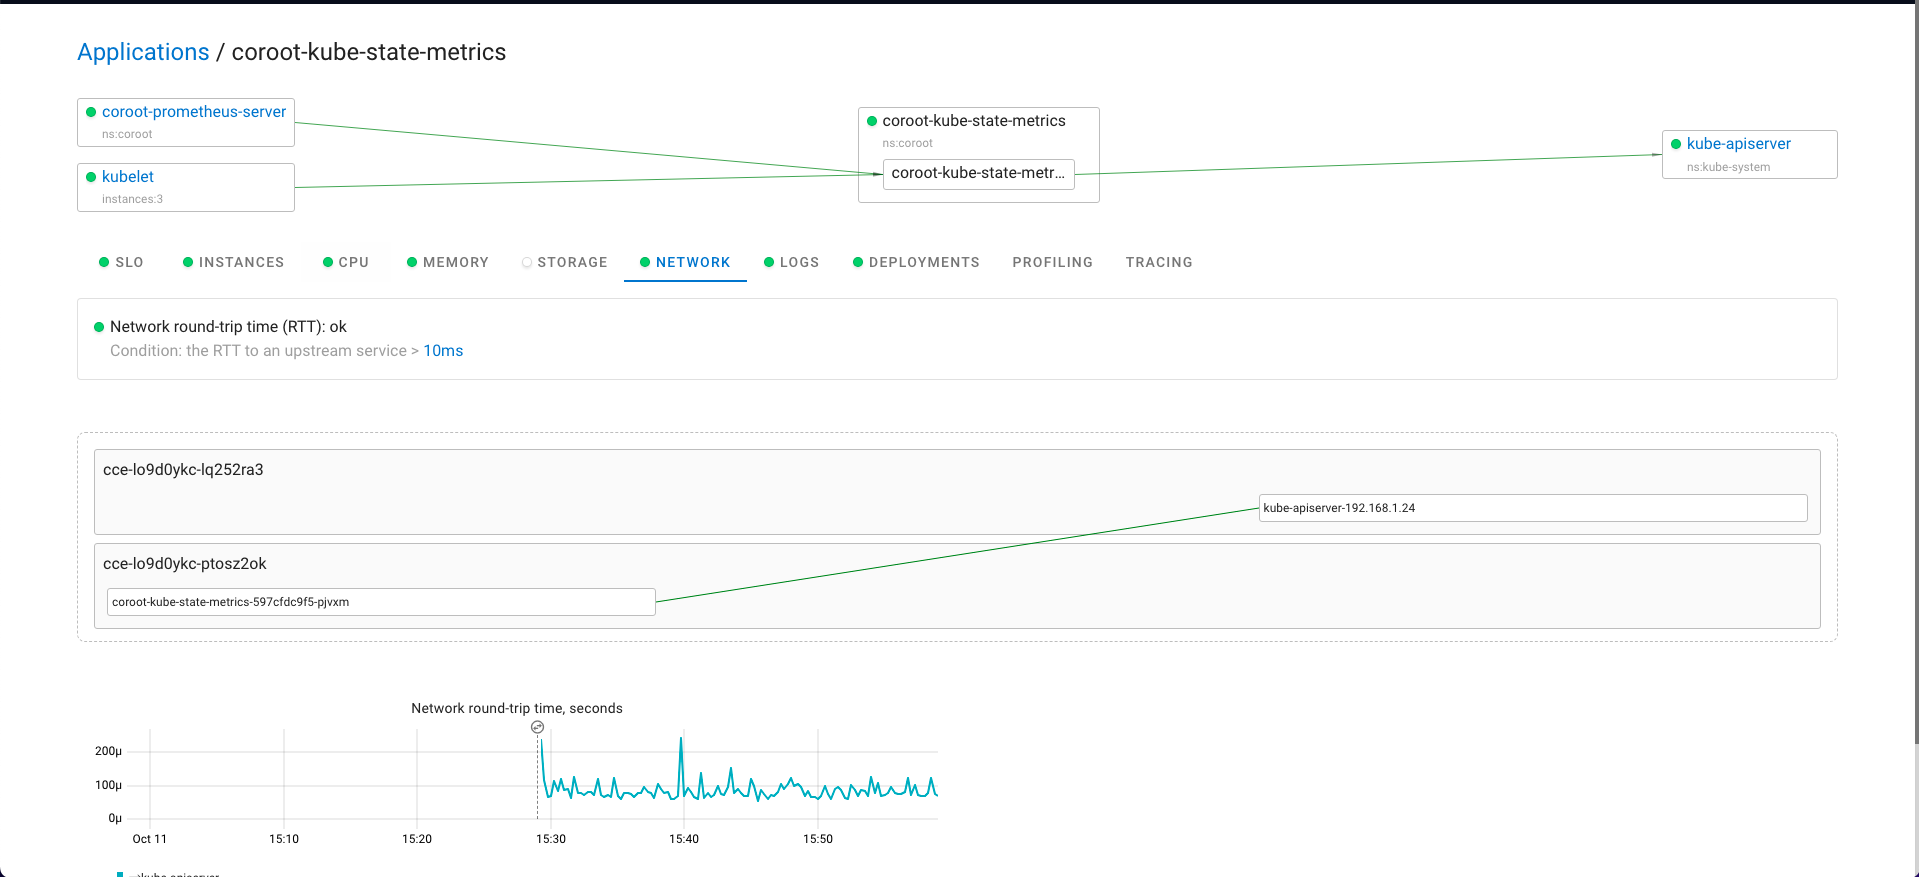 Applications / coroot-kube-state-metrics
coroot-prometheus-server
ns:coroot
kubelet
instances:3
coroot-kube-state-metrics
ns:coroot
coroot-kube-state-metr...
kube-apiserver
ns:kube-system
SLO INSTANCES CPU MEMORY STORAGE NETWORK LOGS DEPLOYMENTS PROFILING TRACING
Network round-trip time (RTT): ok
Condition: the RTT to an upstream service > 10ms
cce-lo9d0ykc-lq252ra3
kube-apiserver-192.168.1.24
cce-lo9d0ykc-ptosz2ok
coroot-kube-state-metrics-597cfdc9f5-pjvxm
Network round-trip time, seconds
200µ
100µ
0µ
Oct 11 15:10 15:20 15:30 15:40 15:50
→kube-apiserver